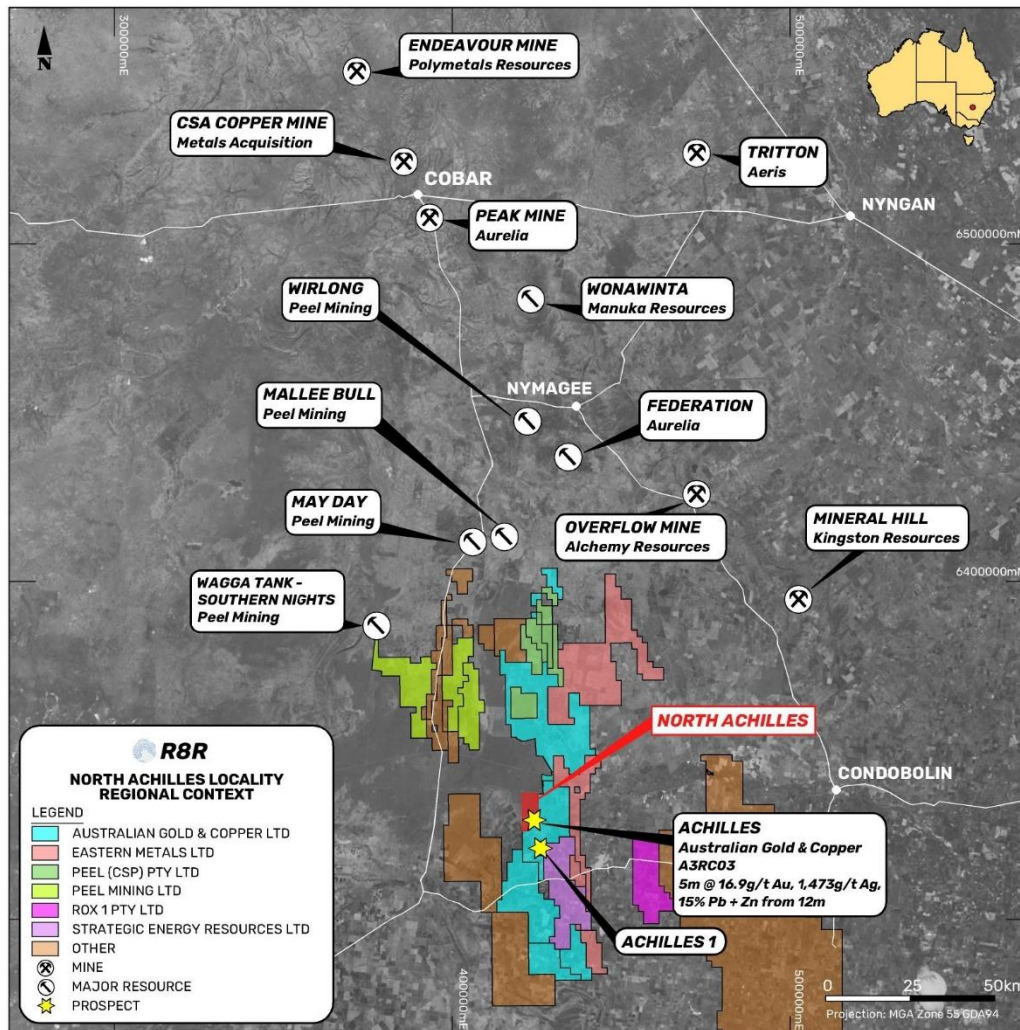 N
300000mE
500000mE
ENDEAVOUR MINE
Polymetals Resources
CSA COPPER MINE
Metals Acquisition
COBAR
TRITTON
Aeris
NYNGAN
PEAK MINE
Aurelia
6500000mN
WIRLONG
Peel Mining
WONAWINTA
Manuka Resources
NYMAGEE
MALLEE BULL
Peel Mining
FEDERATION
Aurelia
MAY DAY
Peel Mining
OVERFLOW MINE
Alchemy Resources
MINERAL HILL
Kingston Resources
6400000mN
WAGGA TANK -
SOUTHERN NIGHTS
Peel Mining
NORTH ACHILLES
CONDOBOLIN
ACHILLES
Australian Gold & Copper
A3RC03
5m @ 16.9g/t Au, 1,473g/t Ag,
15% Pb + Zn from 12m
ACHILLES 1
R8R
NORTH ACHILLES LOCALITY
REGIONAL CONTEXT
LEGEND
AUSTRALIAN GOLD & COPPER LTD
EASTERN METALS LTD
PEEL (CSP) PTY LTD
PEEL MINING LTD
ROX 1 PTY LTD
STRATEGIC ENERGY RESOURCES LTD
OTHER
MINE
MAJOR RESOURCE
PROSPECT
400000mE
500000mE
0 25 50km
Projection: MGA Zone 55 GDA94